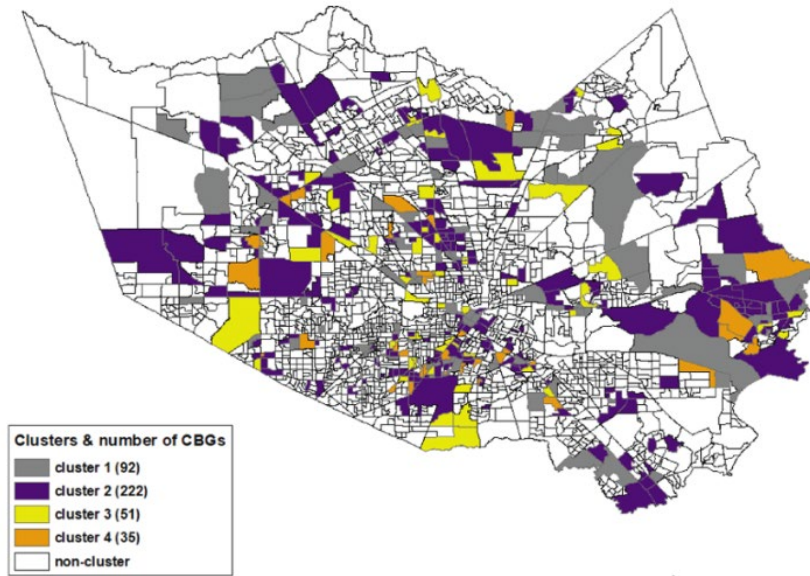 Clusters & number of CBGs
cluster 1 (92)
cluster 2 (222)
cluster 3 (51)
cluster 4 (35)
non-cluster